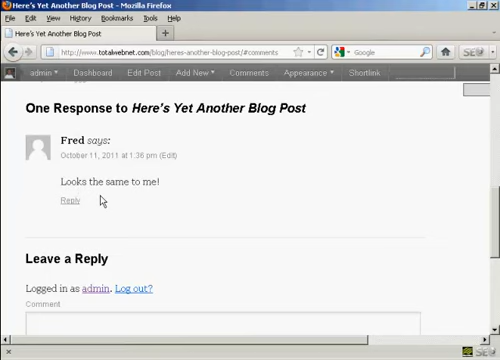 Here's Yet Another Blog Post - Mozilla Firefox
File Edit View History Bookmarks Tools Help
Here's Yet Another Blog Post
http://www.totalwebnet.com/blog/heres-another-blog-post/#comments
Google
SEO
admin Dashboard Edit Post Add New Comments Appearance Shortlink
One Response to Here's Yet Another Blog Post
Fred says:
October 11, 2011 at 1:36 pm (Edit)
Looks the same to me!
Reply
Leave a Reply
Logged in as admin. Log out?
Comment
SEO